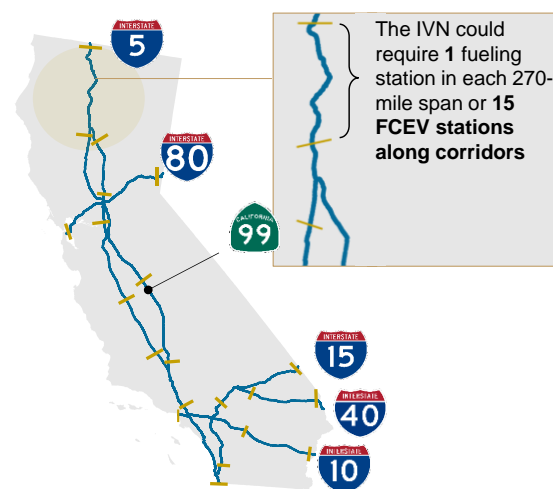 INTERSTATE
5
The IVN could
require 1 fueling
station in each 270-
mile span or 15
FCEV stations
along corridors
INTERSTATE
80
CALIFORNIA
99
INTERSTATE
15
INTERSTATE
40
INTERSTATE
10